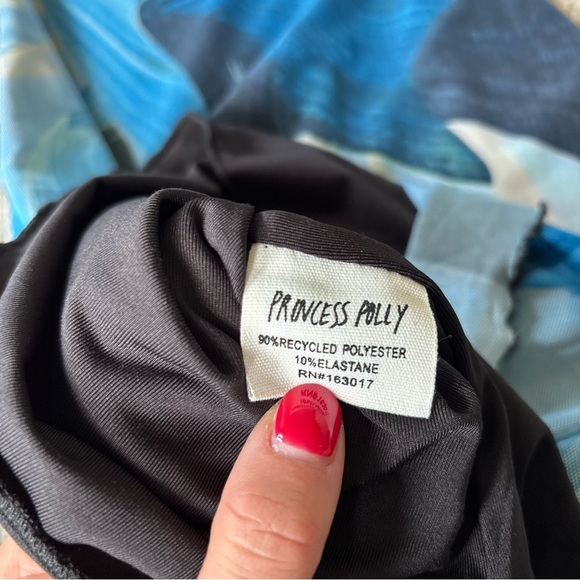 PRINCESS POLLY
90%RECYCLED POLYESTER
10%ELASTANE
RN#163017